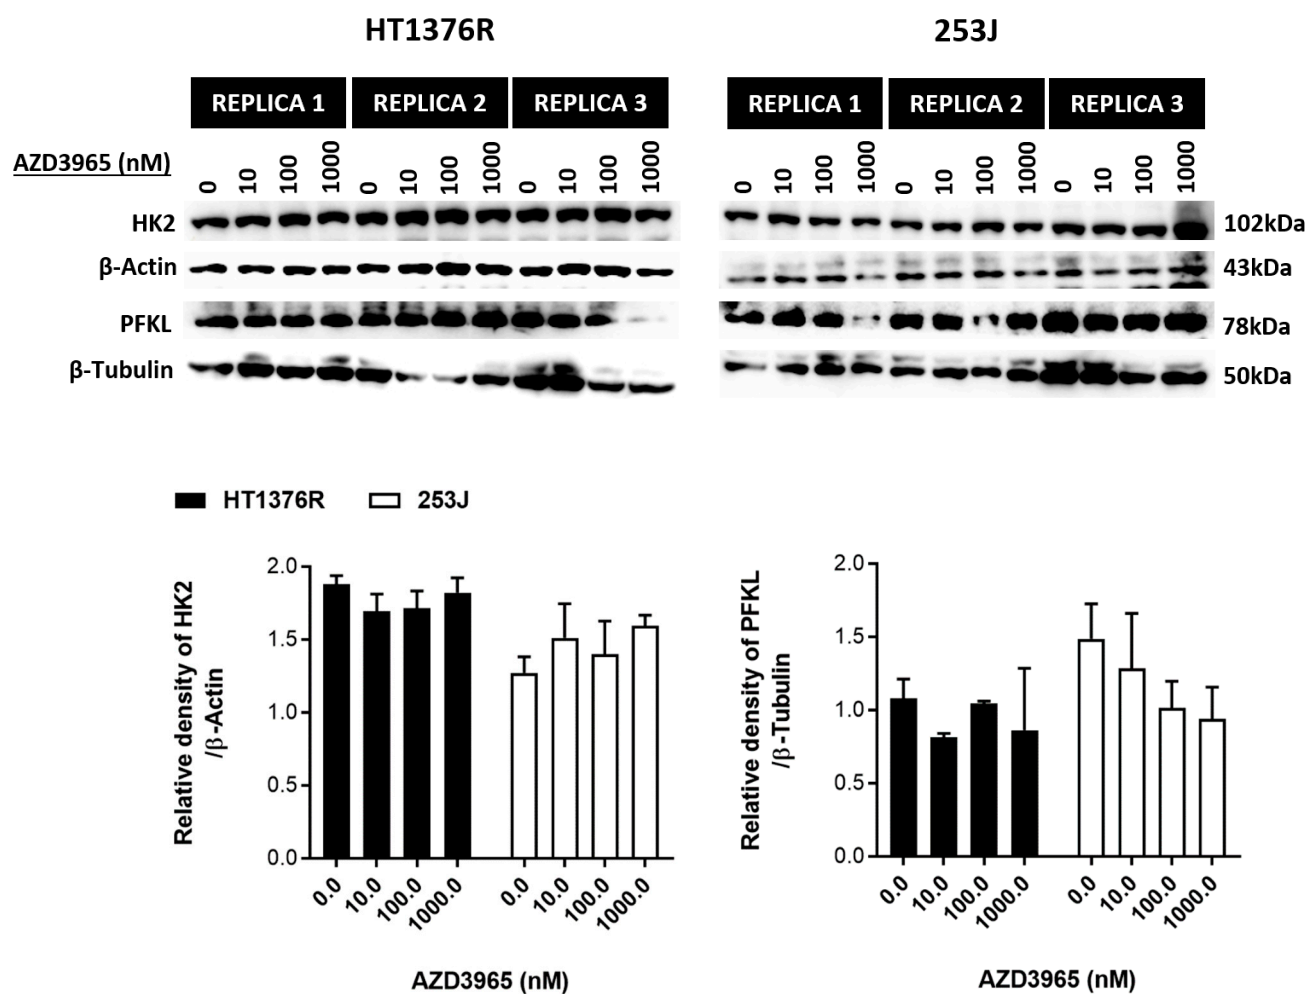 HT1376R 253J
REPLICA 1 REPLICA 2 REPLICA 3 REPLICA 1 REPLICA 2 REPLICA 3
AZD3965 (nM) 0 10 100 1000 0 10 100 1000 0 10 100 1000 0 10 100 1000 0 10 100 1000 0 10 100 1000
HK2 102kDa
β-Actin 43kDa
PFKL 78kDa
β-Tubulin 50kDa
HT1376R 253J
Relative density of HK2
/β-Actin
2.0
1.5
1.0
0.5
0.0
0.0 10.0 100.0 1000.0 0.0 10.0 100.0 1000.0
AZD3965 (nM)
Relative density of PFKL
/β-Tubulin
2.0
1.5
1.0
0.5
0.0
0.0 10.0 100.0 1000.0 0.0 10.0 100.0 1000.0
AZD3965 (nM)